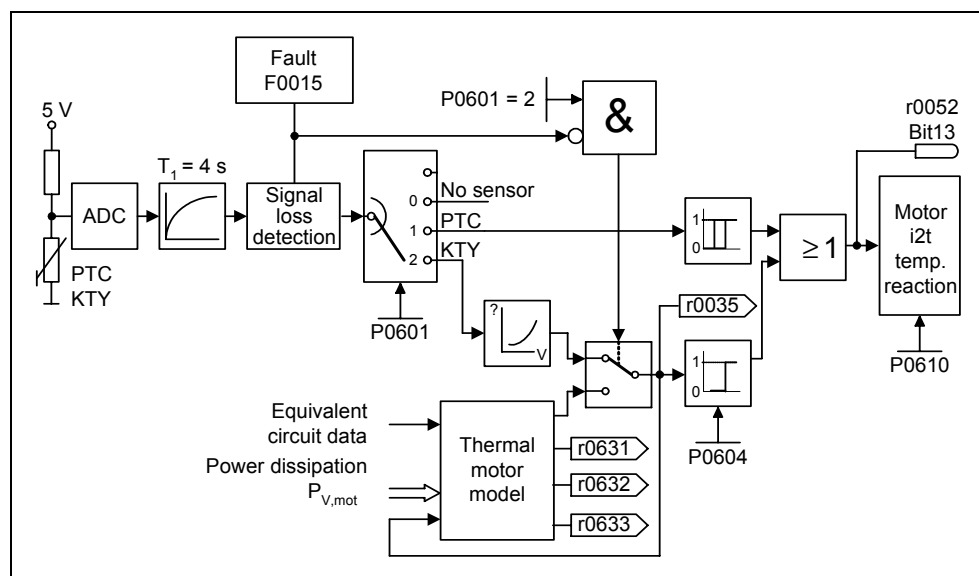 Fault
F0015
P0601 = 2
&
r0052
Bit13
5 V
T1 = 4 s
ADC
Signal
loss
detection
No sensor
0
PTC
1
KTY
2
PTC
KTY
P0601
1
0
≥ 1
Motor
i2t
temp.
reaction
r0035
?
V
1
0
P0610
P0604
Equivalent
circuit data
Power dissipation
PV,mot
Thermal
motor
model
r0631
r0632
r0633